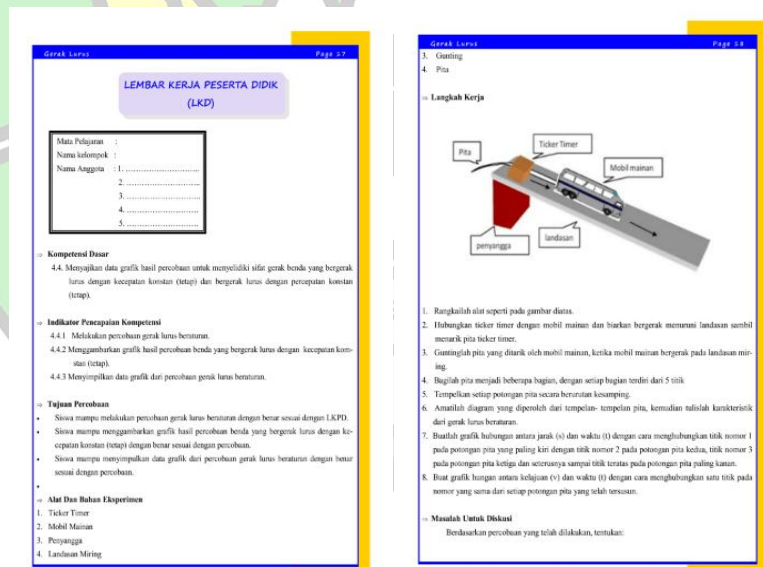 Gerak Lurus Page 17
LEMBAR KERJA PESERTA DIDIK
(LKD)
Mata Pelajaran :
Nama kelompok :
Nama Anggota : 1. ................................
2. ................................
3. ................................
4. ................................
5. ................................
⇒ Kompetensi Dasar
4.4. Menyajikan data grafik hasil percobaan untuk menyelidiki sifat gerak benda yang bergerak
lurus dengan kecepatan konstan (tetap) dan bergerak lurus dengan percepatan konstan
(tetap).
⇒ Indikator Pencapaian Kompetensi
4.4.1 Melakukan percobaan gerak lurus beraturan.
4.4.2 Menggambarkan grafik hasil percobaan benda yang bergerak lurus dengan kecepatan kon-
stan (tetap).
4.4.3 Menyimpilkan data grafik dari percobaan gerak lurus beraturan.
⇒ Tujuan Percobaan
• Siswa mampu melakukan percobaan gerak lurus beraturan dengan benar sesuai dengan LKPD.
• Siswa mampu menggambarkan grafik hasil percobaan benda yang bergerak lurus dengan ke-
cepatan konstan (tetap) dengan benar sesuai dengan percobaan.
• Siswa mampu menyimpulkan data grafik dari percobaan gerak lurus beraturan dengan benar
sesuai dengan percobaan.
•
⇒ Alat Dan Bahan Eksperimen
1. Ticker Timer
2. Mobil Mainan
3. Penyangga
4. Landasan Miring
Gerak Lurus Page 18
3. Gunting
4. Pita
⇒ Langkah Kerja
Pita
Ticker Timer
Mobil mainan
penyangga
landasan
1. Rangkailah alat seperti pada gambar diatas.
2. Hubungkan ticker timer dengan mobil mainan dan biarkan bergerak menuruni landasan sambil
menarik pita ticker timer.
3. Guntinglah pita yang ditarik oleh mobil mainan, ketika mobil mainan bergerak pada landasan mir-
ing.
4. Bagilah pita menjadi beberapa bagian, dengan setiap bagian terdiri dari 5 titik
5. Tempelkan setiap potongan pita secara berurutan kesamping.
6. Amatilah diagram yang diperoleh dari tempelan- tempelan pita, kemudian tulislah karakteristik
dari gerak lurus beraturan.
7. Buatlah grafik hubungan antara jarak (s) dan waktu (t) dengan cara menghubungkan titik nomor 1
pada potongan pita yang paling kiri dengan titik nomor 2 pada potongan pita kedua, titik nomor 3
pada potongan pita ketiga dan seterusnya sampai titik teratas pada potongan pita paling kanan.
8. Buat grafik hungan antara kelajuan (v) dan waktu (t) dengan cara menghubungkan satu titik pada
nomor yang sama dari setiap potongan pita yang telah tersusun.
⇒ Masalah Untuk Diskusi
Berdasarkan percobaan yang telah dilakukan, tentukan: